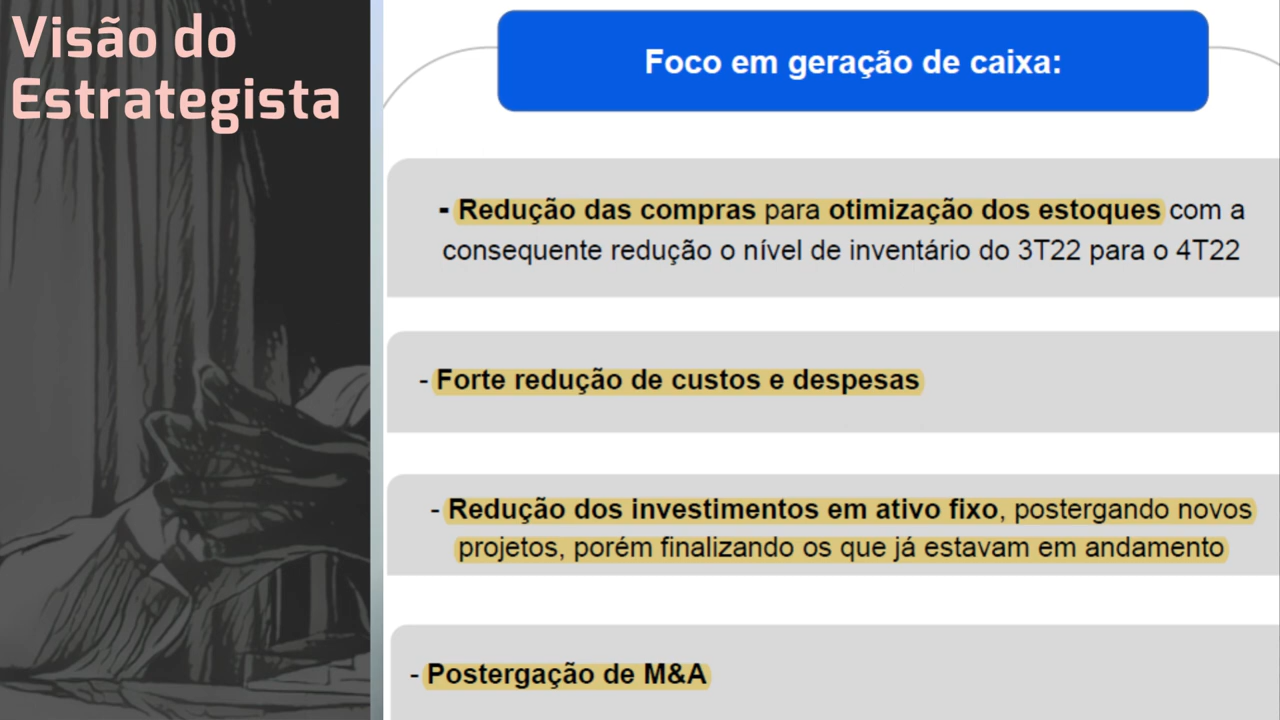 Visão do
Estrategista
Foco em geração de caixa:
- Redução das compras para otimização dos estoques com a
consequente redução o nível de inventário do 3T22 para o 4T22
- Forte redução de custos e despesas
- Redução dos investimentos em ativo fixo, postergando novos
projetos, porém finalizando os que já estavam em andamento
- Postergação de M&A